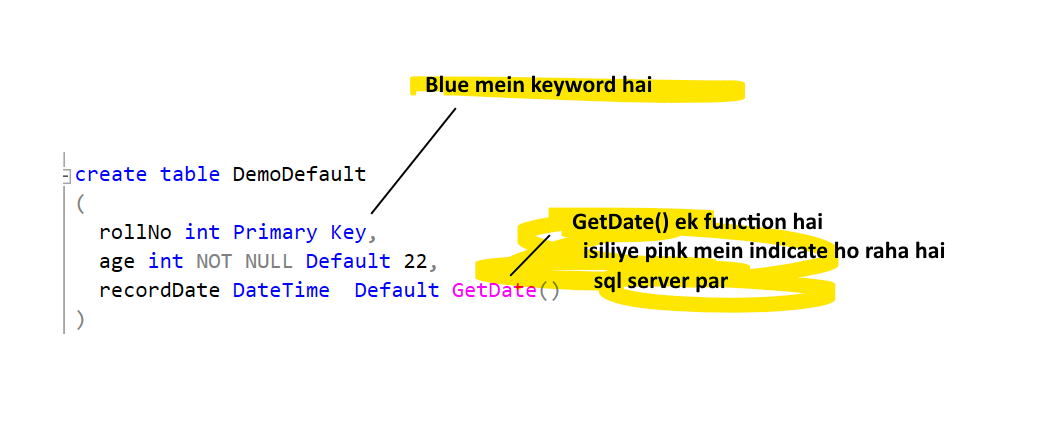 Blue mein keyword hai
create table DemoDefault
(
rollNo int Primary Key,
age int NOT NULL Default 22,
recordDate DateTime  Default GetDate()
)
GetDate() ek function hai
isiliye pink mein indicate ho raha hai
sql server par